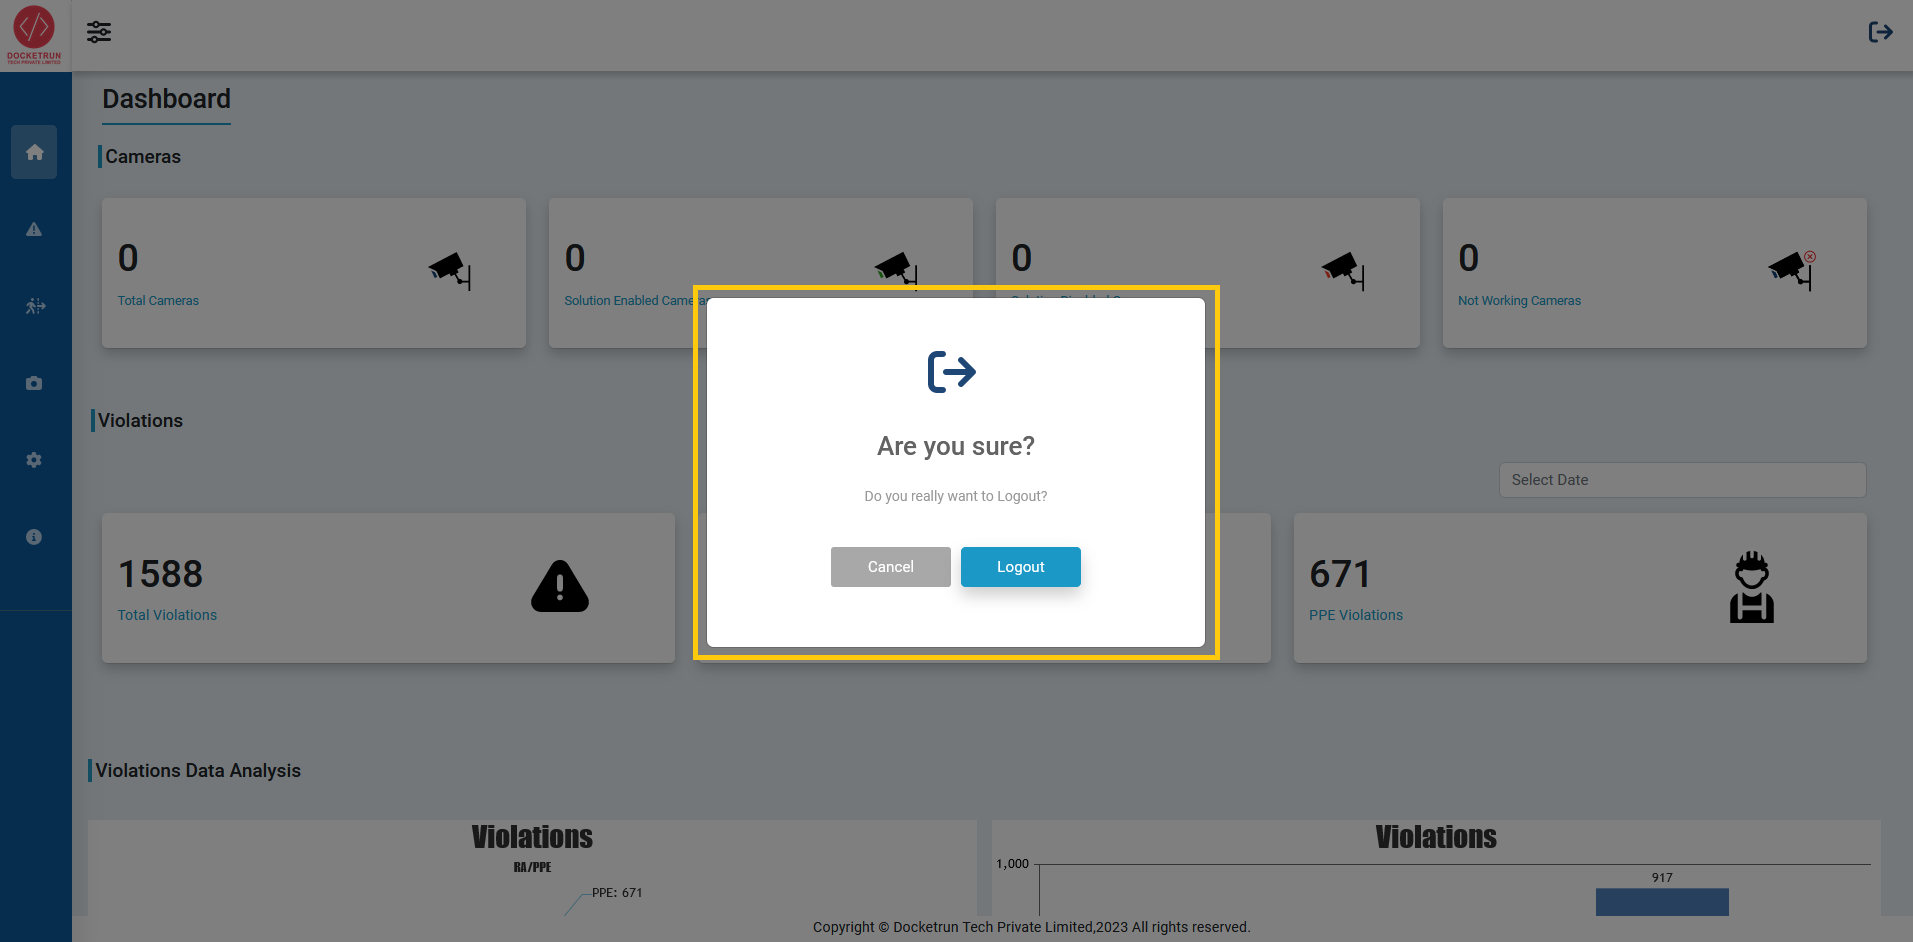 DOCKETRUN
TECH PRIVATE LIMITED
Dashboard
Cameras
0
Total Cameras
0
Solution Enabled Cameras
0
0
Not Working Cameras
Are you sure?
Do you really want to Logout?
Cancel
Logout
Violations
Select Date
1588
Total Violations
671
PPE Violations
Violations Data Analysis
Violations
RA/PPE
PPE: 671
Violations
1,000
917
Copyright © Docketrun Tech Private Limited,2023 All rights reserved.